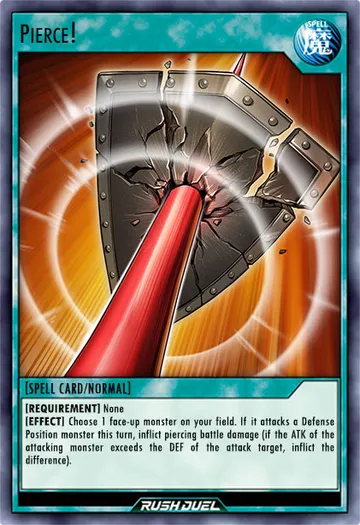 Pierce!
SPELL
魔
[SPELL CARD/NORMAL]
[REQUIREMENT] None
[EFFECT] Choose 1 face-up monster on your field. If it attacks a Defense
Position monster this turn, inflict piercing battle damage (if the ATK of the
attacking monster exceeds the DEF of the attack target, inflict the
difference).
RUSH DUEL